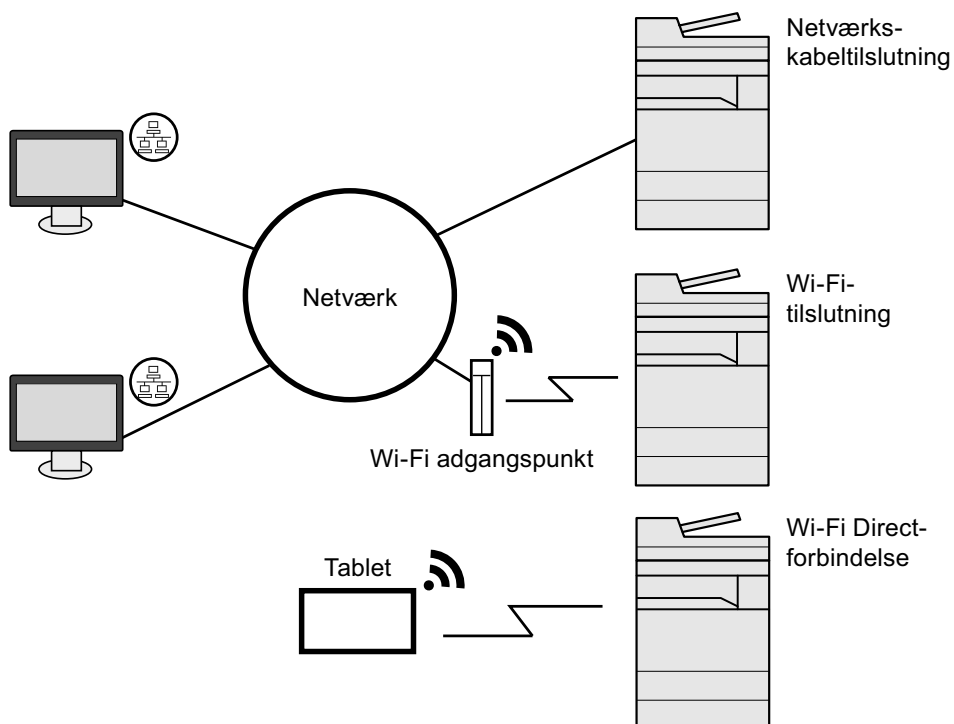 Netværks-
kabeltilslutning
Netværk
Wi-Fi-
tilslutning
Wi-Fi adgangspunkt
Wi-Fi Direct-
forbindelse
Tablet